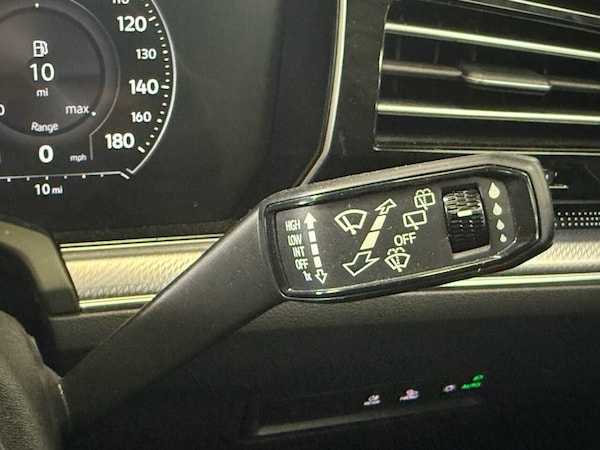 120
130
10
mi
140
max.
160
Range
180
0 mph
10 mi
HIGH
LOW
INT
OFF
1x
OFF
AUTO